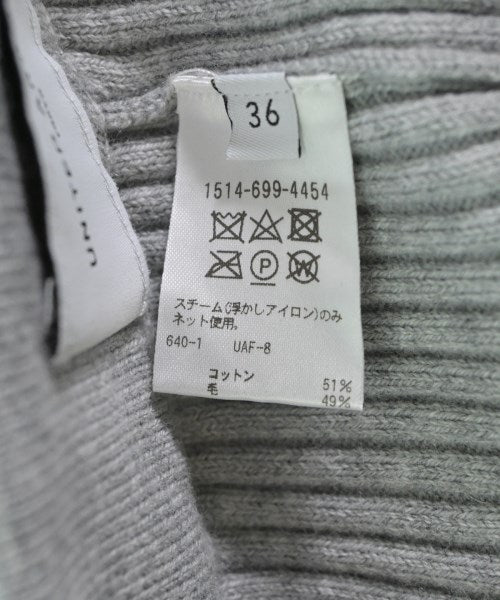 36
1514-699-4454
P W
スチーム(浮かしアイロン)のみ
ネット使用。
640-1 UAF-8
コットン 51%
毛 49%
UNITED